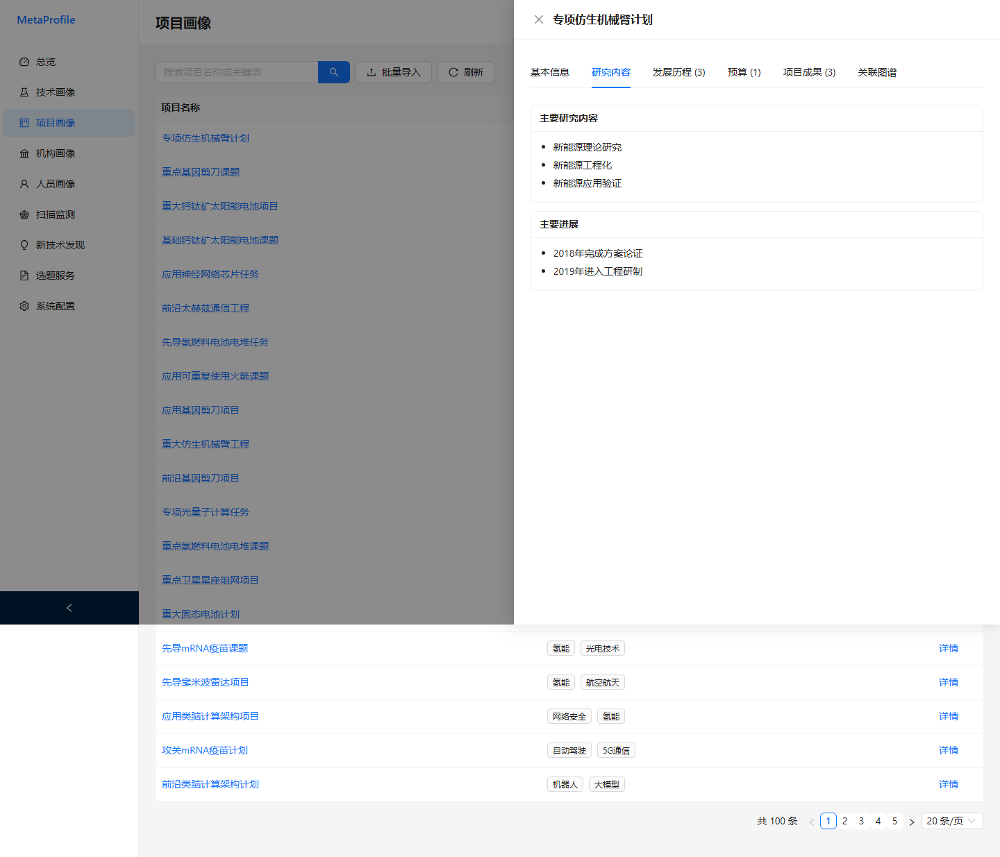 MetaProfile
总览
技术画像
项目画像
机构画像
人员画像
扫描监测
新技术发现
选题服务
系统配置
项目画像
搜索项目名称或关键词
批量导入
刷新
项目名称
专项仿生机械臂计划
重点基因剪刀课题
重大钙钛矿太阳能电池项目
基础钙钛矿太阳能电池课题
应用神经网络芯片任务
前沿太赫兹通信工程
先导氢燃料电池电堆任务
应用可重复使用火箭课题
应用基因剪刀项目
重大仿生机械臂工程
前沿基因剪刀项目
专项光量子计算任务
重点氢燃料电池电堆课题
重点卫星星座组网项目
重大固态电池计划
先导mRNA疫苗课题 氢能 光电技术 详情
先导毫米波雷达项目 氢能 航空航天 详情
应用类脑计算架构项目 网络安全 氢能 详情
攻关mRNA疫苗计划 自动驾驶 5G通信 详情
前沿类脑计算架构计划 机器人 大模型 详情
共 100 条 1 2 3 4 5 20 条/页
专项仿生机械臂计划
基本信息 研究内容 发展历程 (3) 预算 (1) 项目成果 (3) 关联图谱
主要研究内容
新能源理论研究
新能源工程化
新能源应用验证
主要进展
2018年完成方案论证
2019年进入工程研制